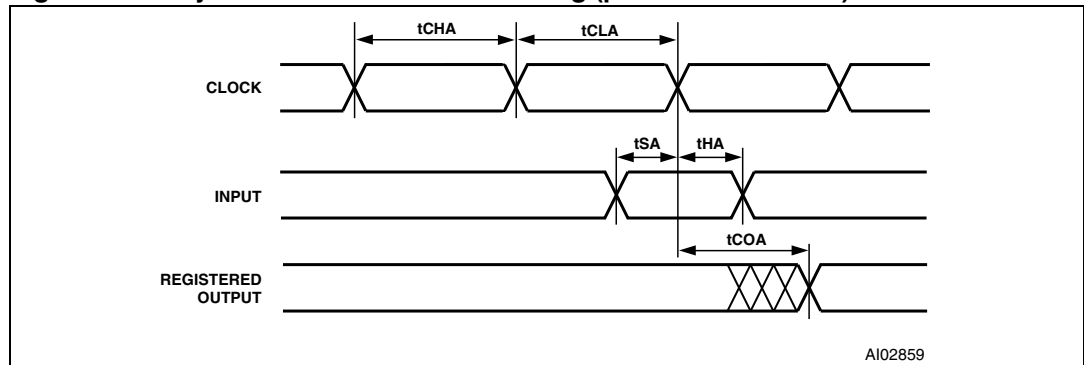 tCHA tCLA
CLOCK
tSA tHA
INPUT
tCOA
REGISTERED
OUTPUT
AI02859